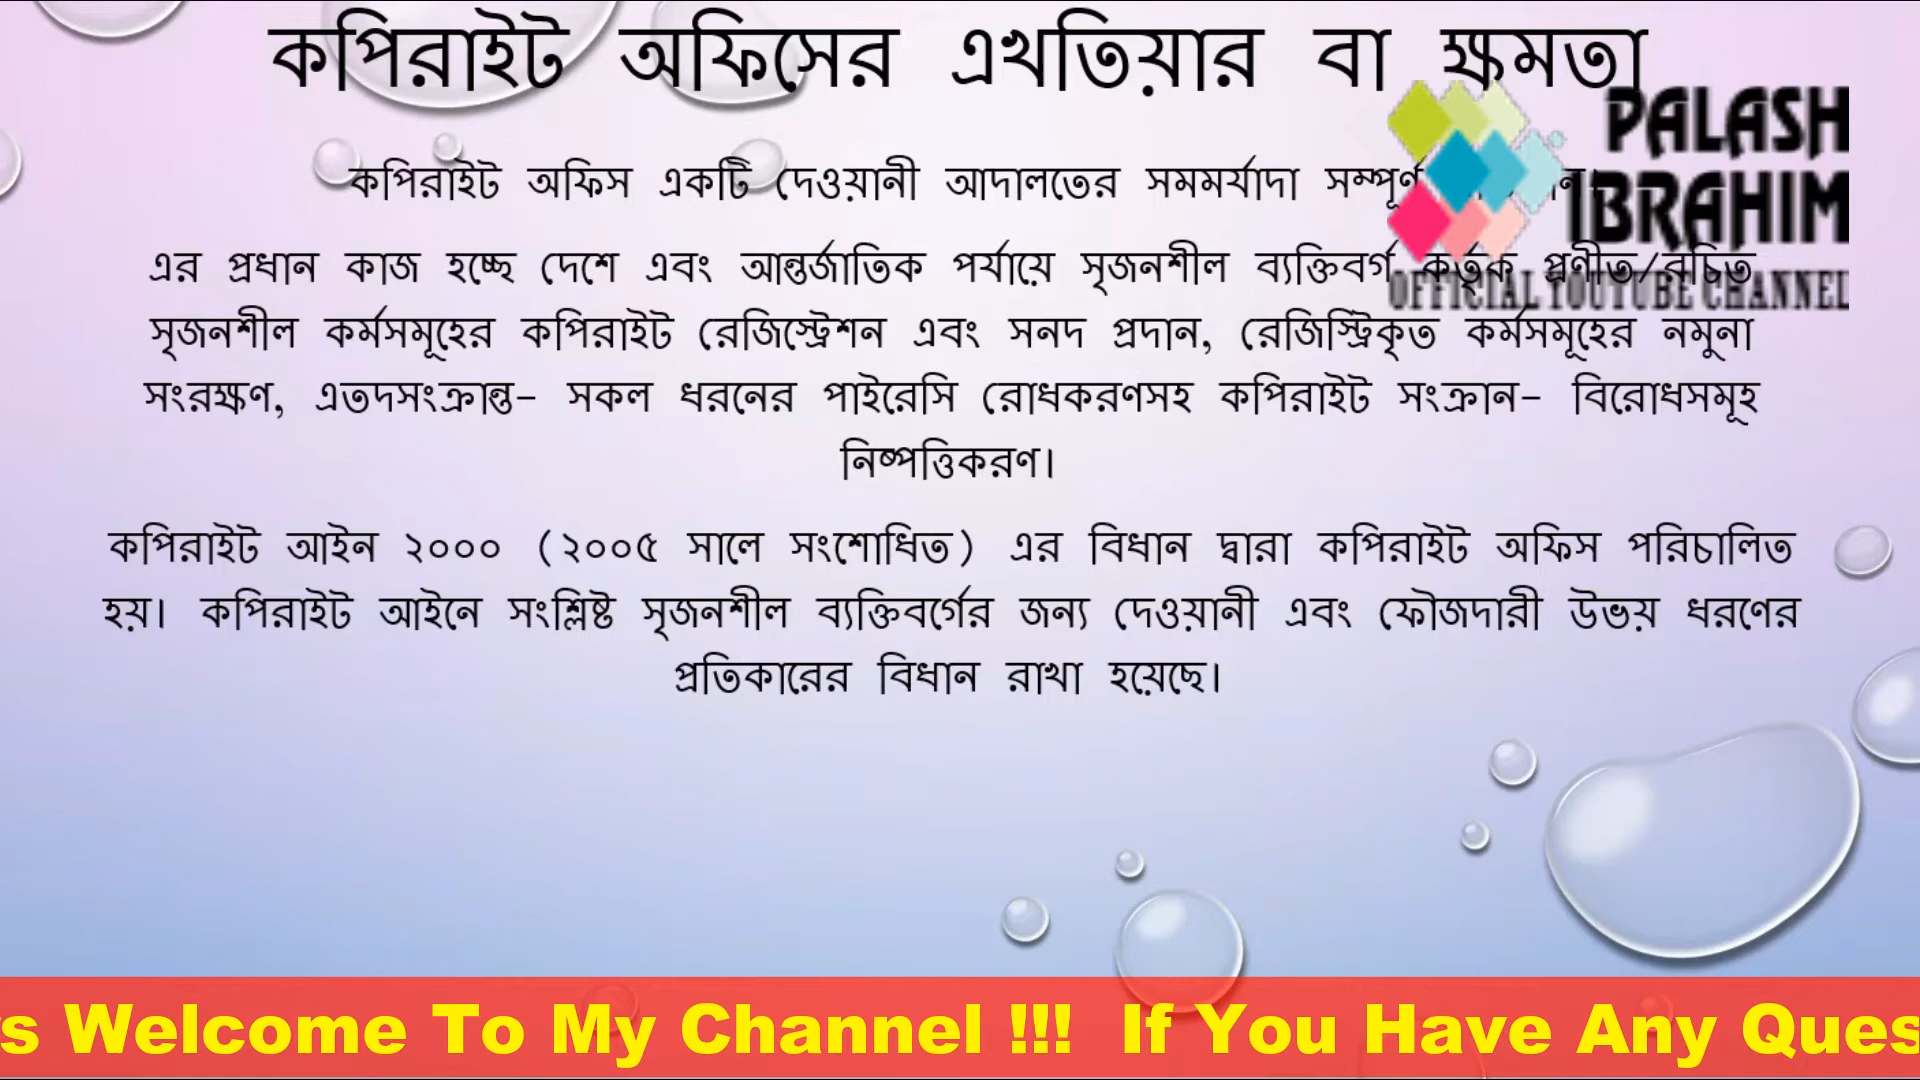 কপিরাইট অফিসের এখতিয়ার বা ক্ষমতা
PALASH
IBRAHIM
OFFICIAL YOUTUBE CHANNEL
কপিরাইট অফিস একটি দেওয়ানী আদালতের সমমর্যাদা সম্পূর্ণ
এর প্রধান কাজ হচ্ছে দেশে এবং আন্তর্জাতিক পর্যায়ে সৃজনশীল ব্যক্তিবর্গ কর্তৃক প্রণীত/রচিত
সৃজনশীল কর্মসমূহের কপিরাইট রেজিস্ট্রেশন এবং সনদ প্রদান, রেজিস্ট্রিকৃত কর্মসমূহের নমুনা
সংরক্ষণ, এতদসংক্রান্ত– সকল ধরনের পাইরেসি রোধকরণসহ কপিরাইট সংক্রান– বিরোধসমূহ
নিষ্পত্তিকরণ।
কপিরাইট আইন ২০০০ (২০০৫ সালে সংশোধিত) এর বিধান দ্বারা কপিরাইট অফিস পরিচালিত
হয়। কপিরাইট আইনে সংশ্লিষ্ট সৃজনশীল ব্যক্তিবর্গের জন্য দেওয়ানী এবং ফৌজদারী উভয় ধরণের
প্রতিকারের বিধান রাখা হয়েছে।
s Welcome To My Channel !!! If You Have Any Ques